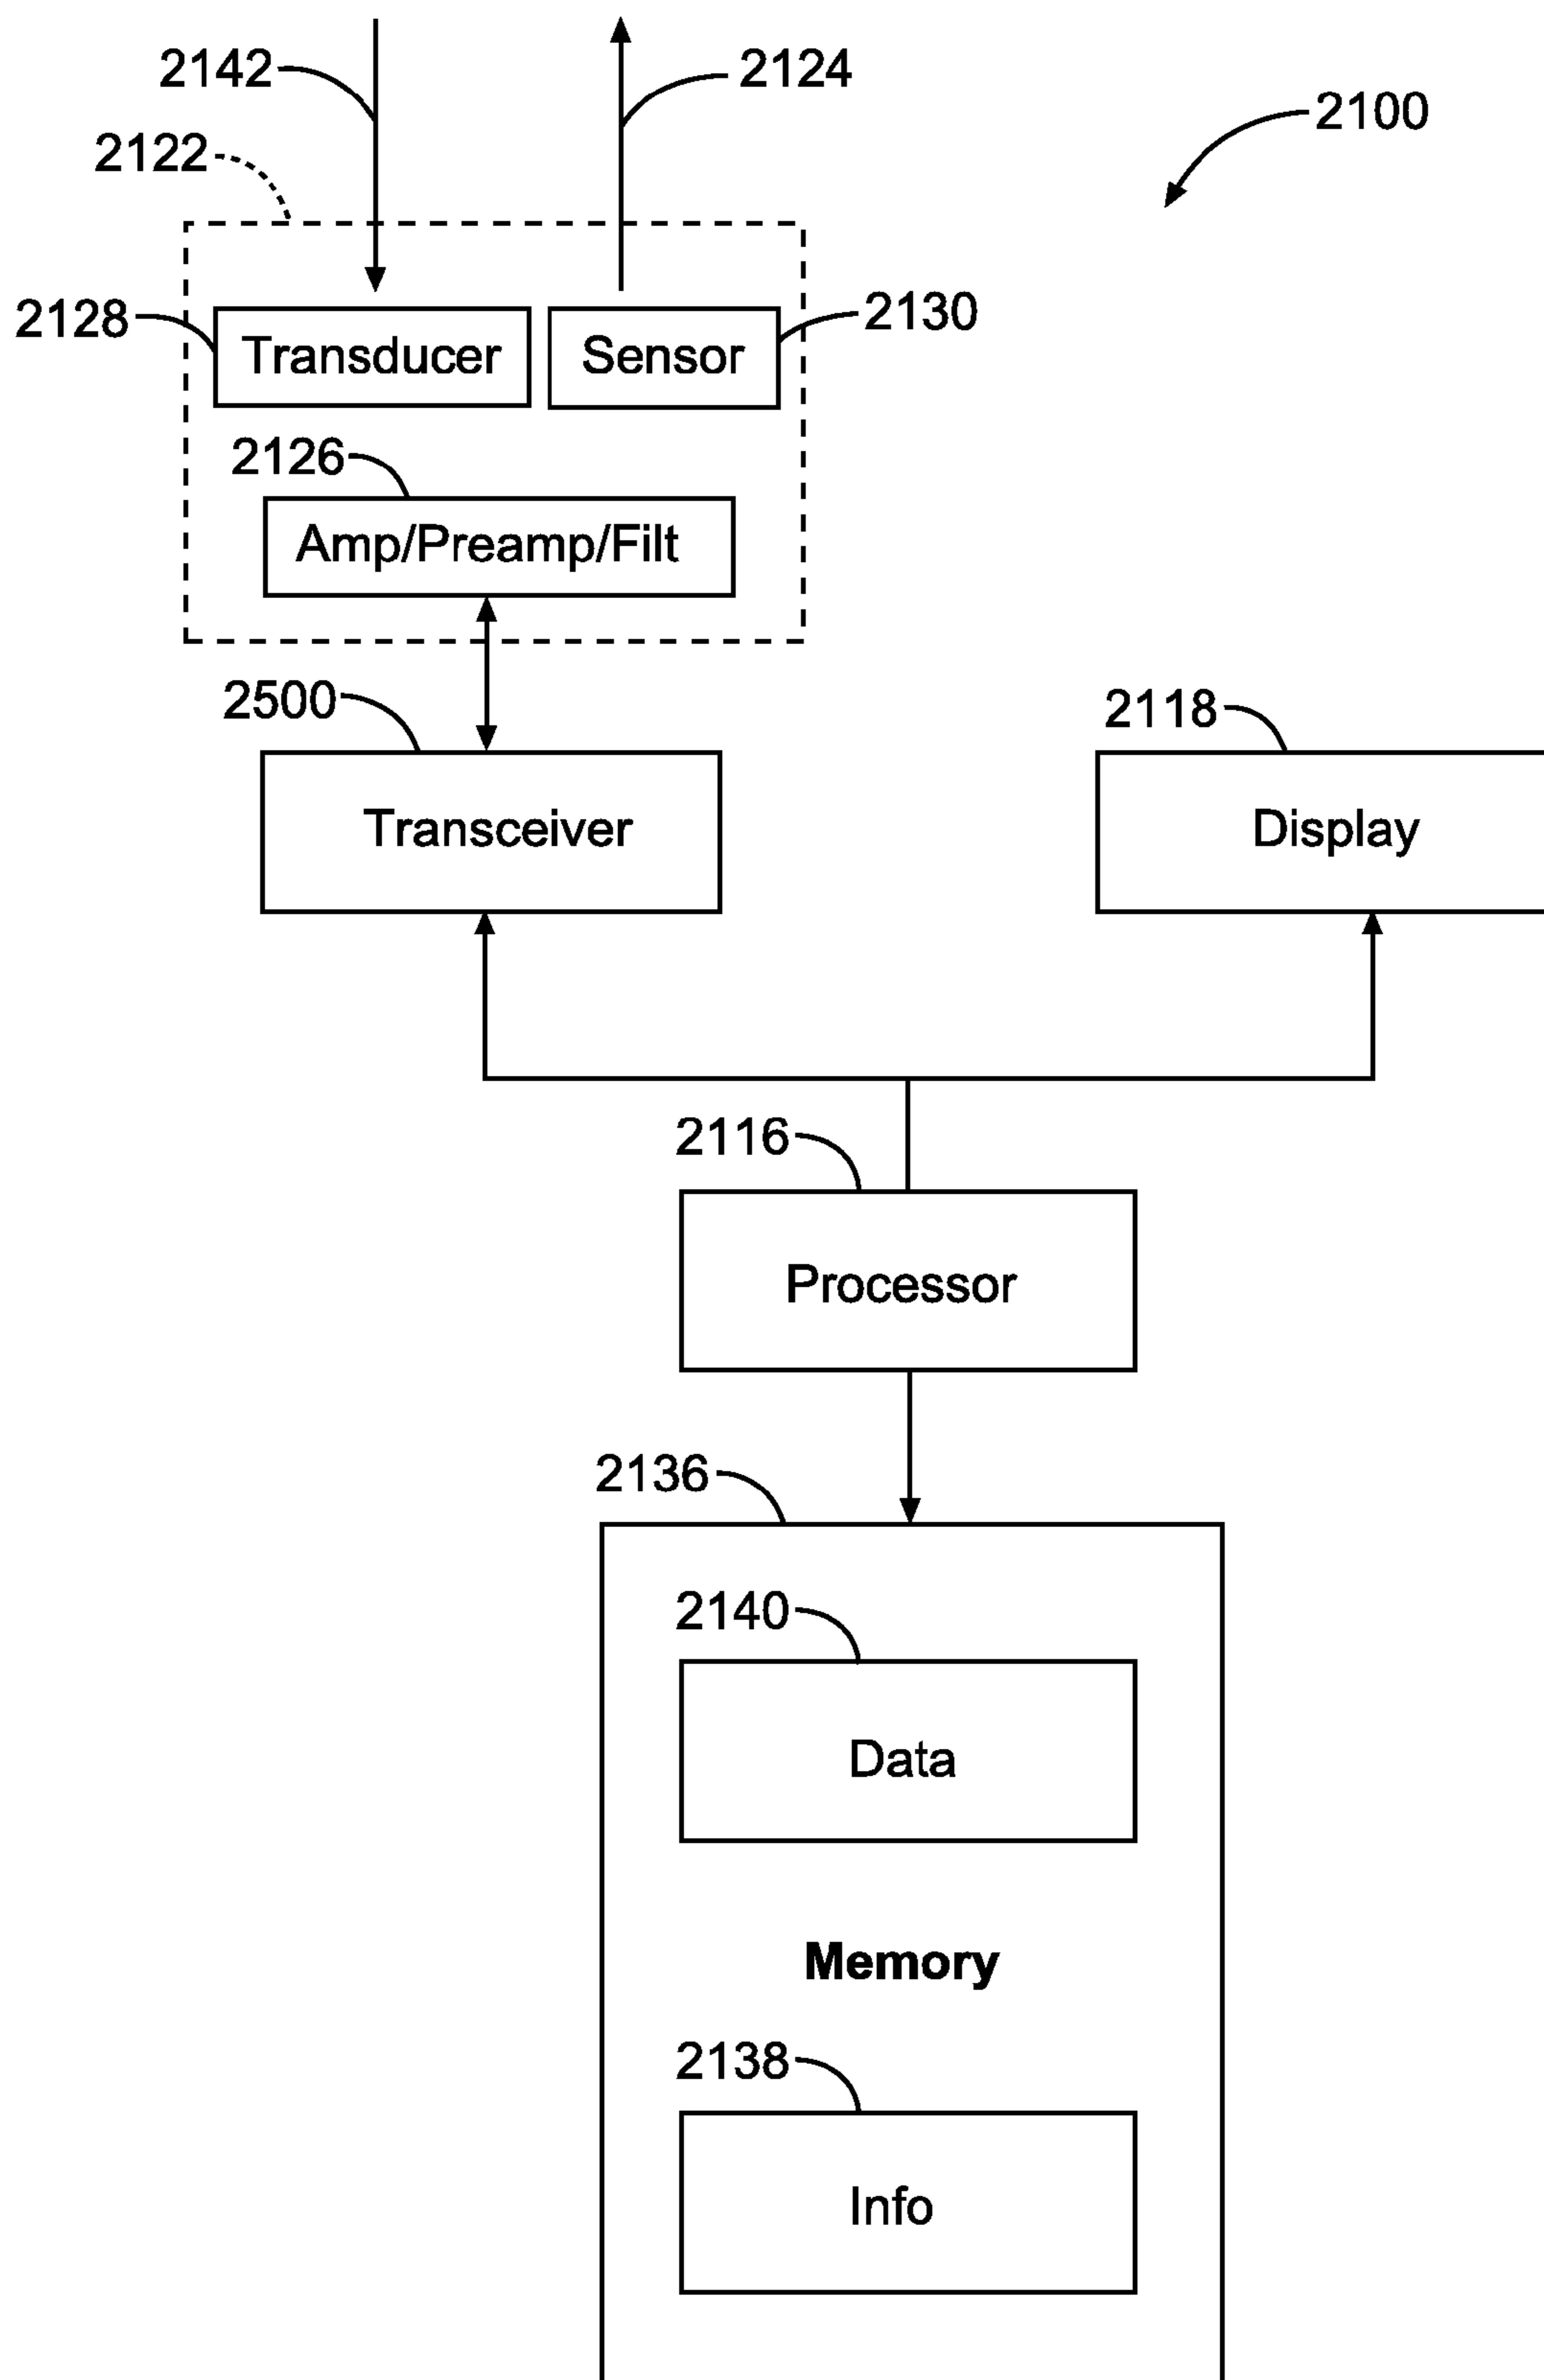 2142
2124
2100
2122
2128
Transducer
Sensor
2130
2126
Amp/Preamp/Filt
2500
2118
Transceiver
Display
2116
Processor
2136
2140
Data
Memory
2138
Info